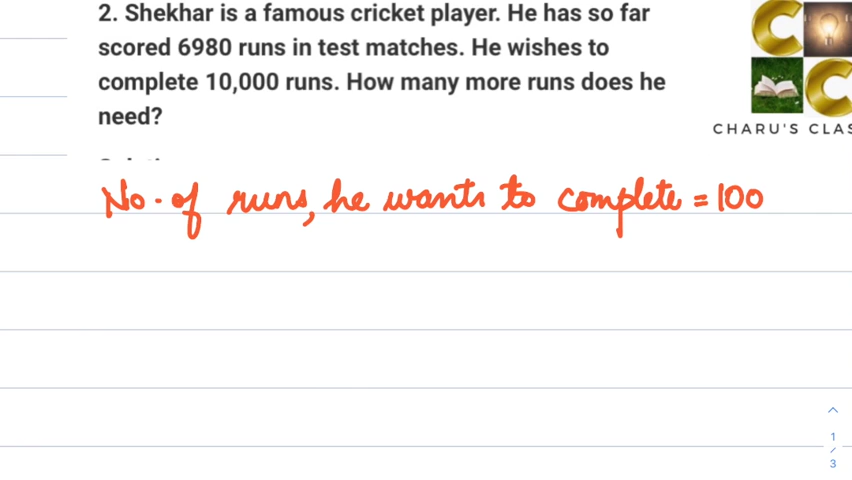 2. Shekhar is a famous cricket player. He has so far
scored 6980 runs in test matches. He wishes to
complete 10,000 runs. How many more runs does he
need?
CHARU'S CLAS
No. of runs, he wants to complete = 100
1
/
3